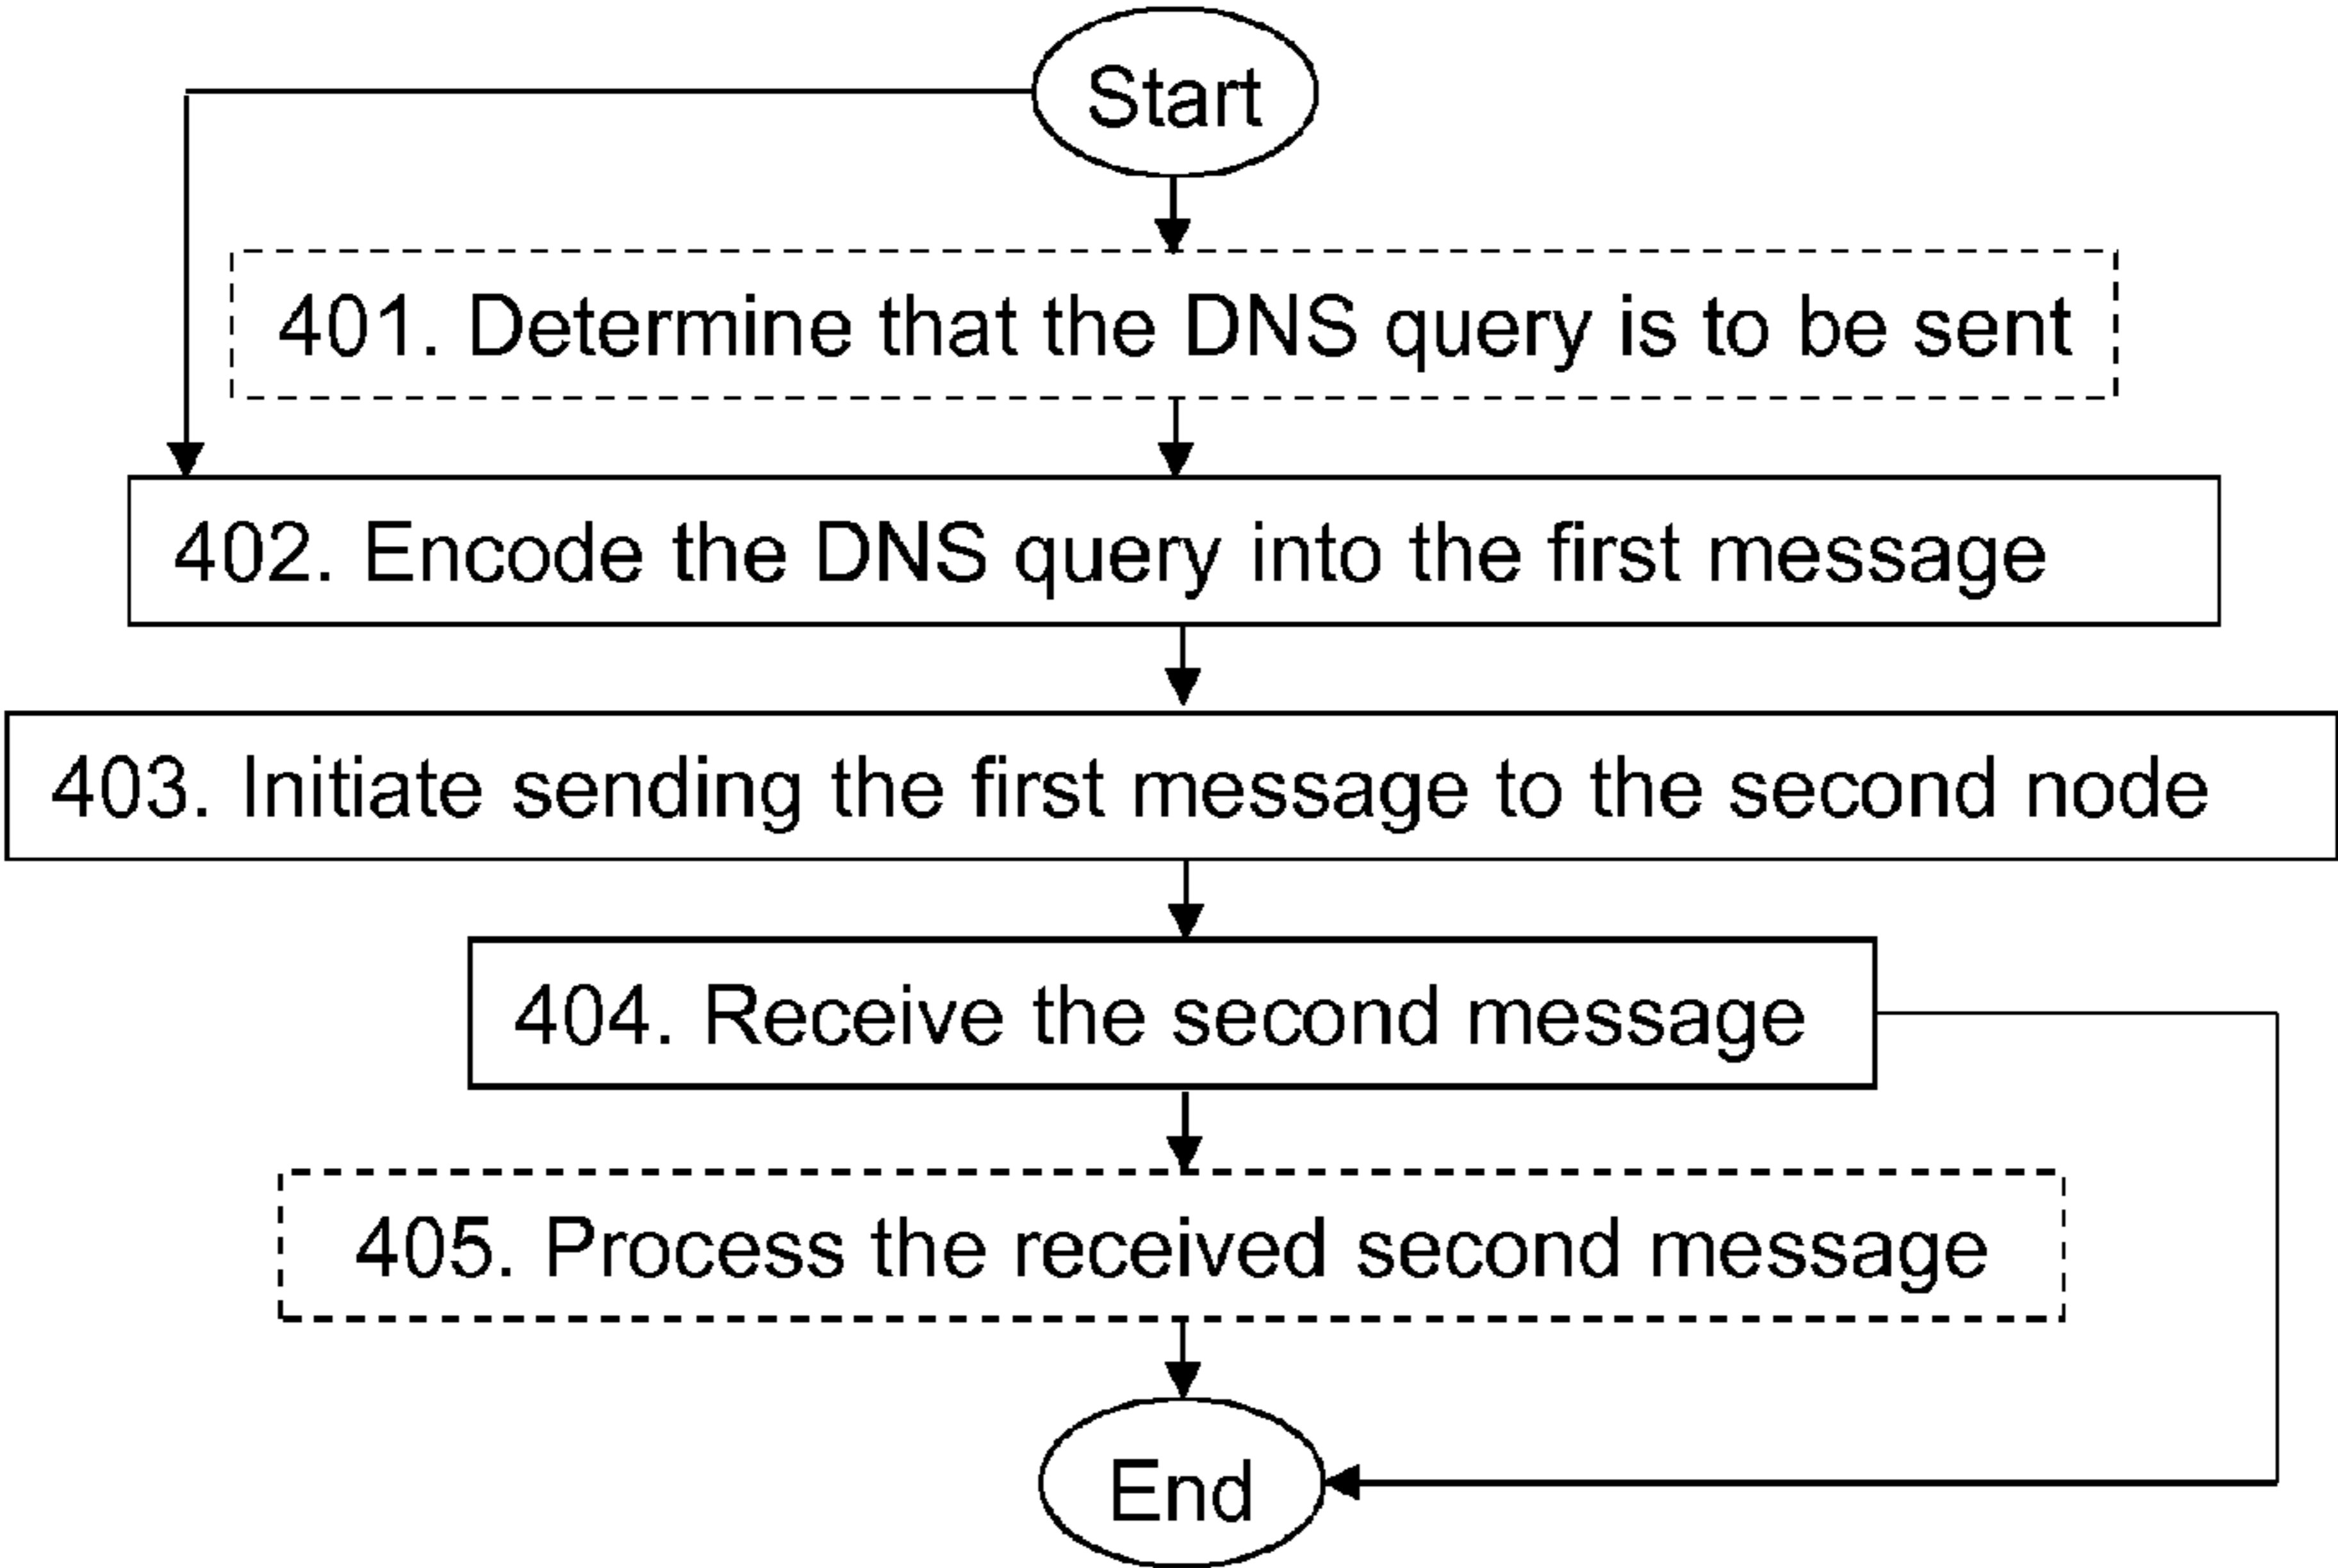 Start
401. Determine that the DNS query is to be sent
402. Encode the DNS query into the first message
403. Initiate sending the first message to the second node
404. Receive the second message
405. Process the received second message
End